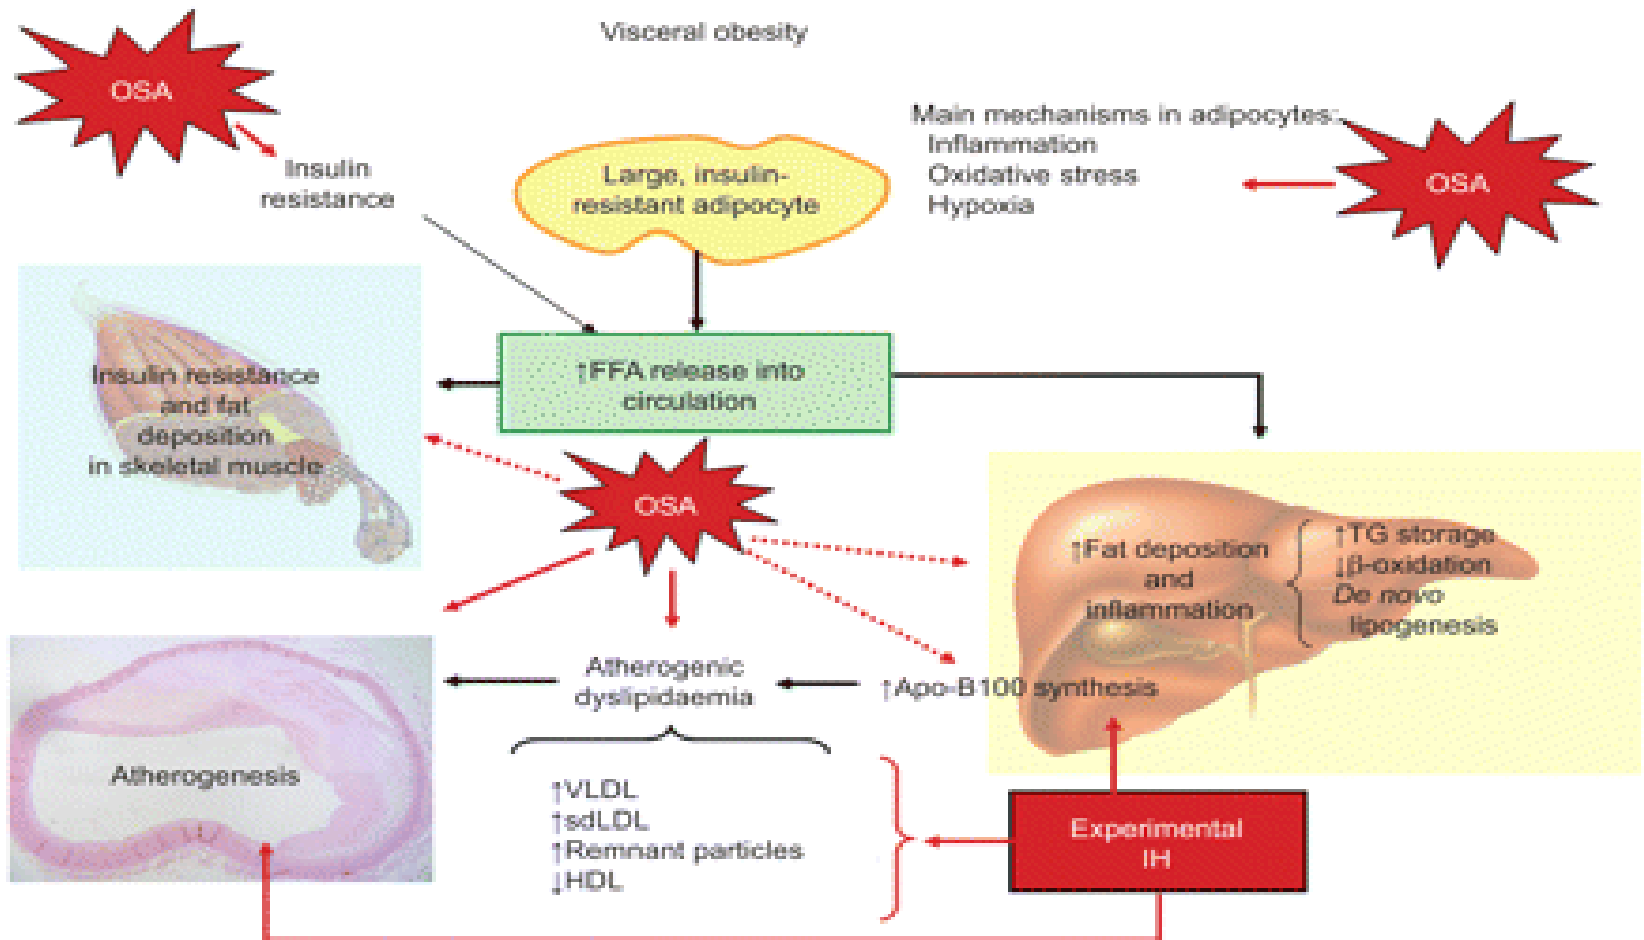 Visceral obesity
OSA
Insulin
resistance
Large, insulin-
resistant adipocyte
Main mechanisms in adipocytes:
Inflammation
Oxidative stress
Hypoxia
OSA
↑FFA release into
circulation
Insulin resistance
and fat
deposition
in skeletal muscle
OSA
↑Fat deposition
and
inflammation
↑TG storage
↓β-oxidation
De novo
lipogenesis
Atherogenic
dyslipidaemia
↑Apo-B100 synthesis
Atherogenesis
↑VLDL
↑sdLDL
↑Remnant particles
↓HDL
Experimental
IH